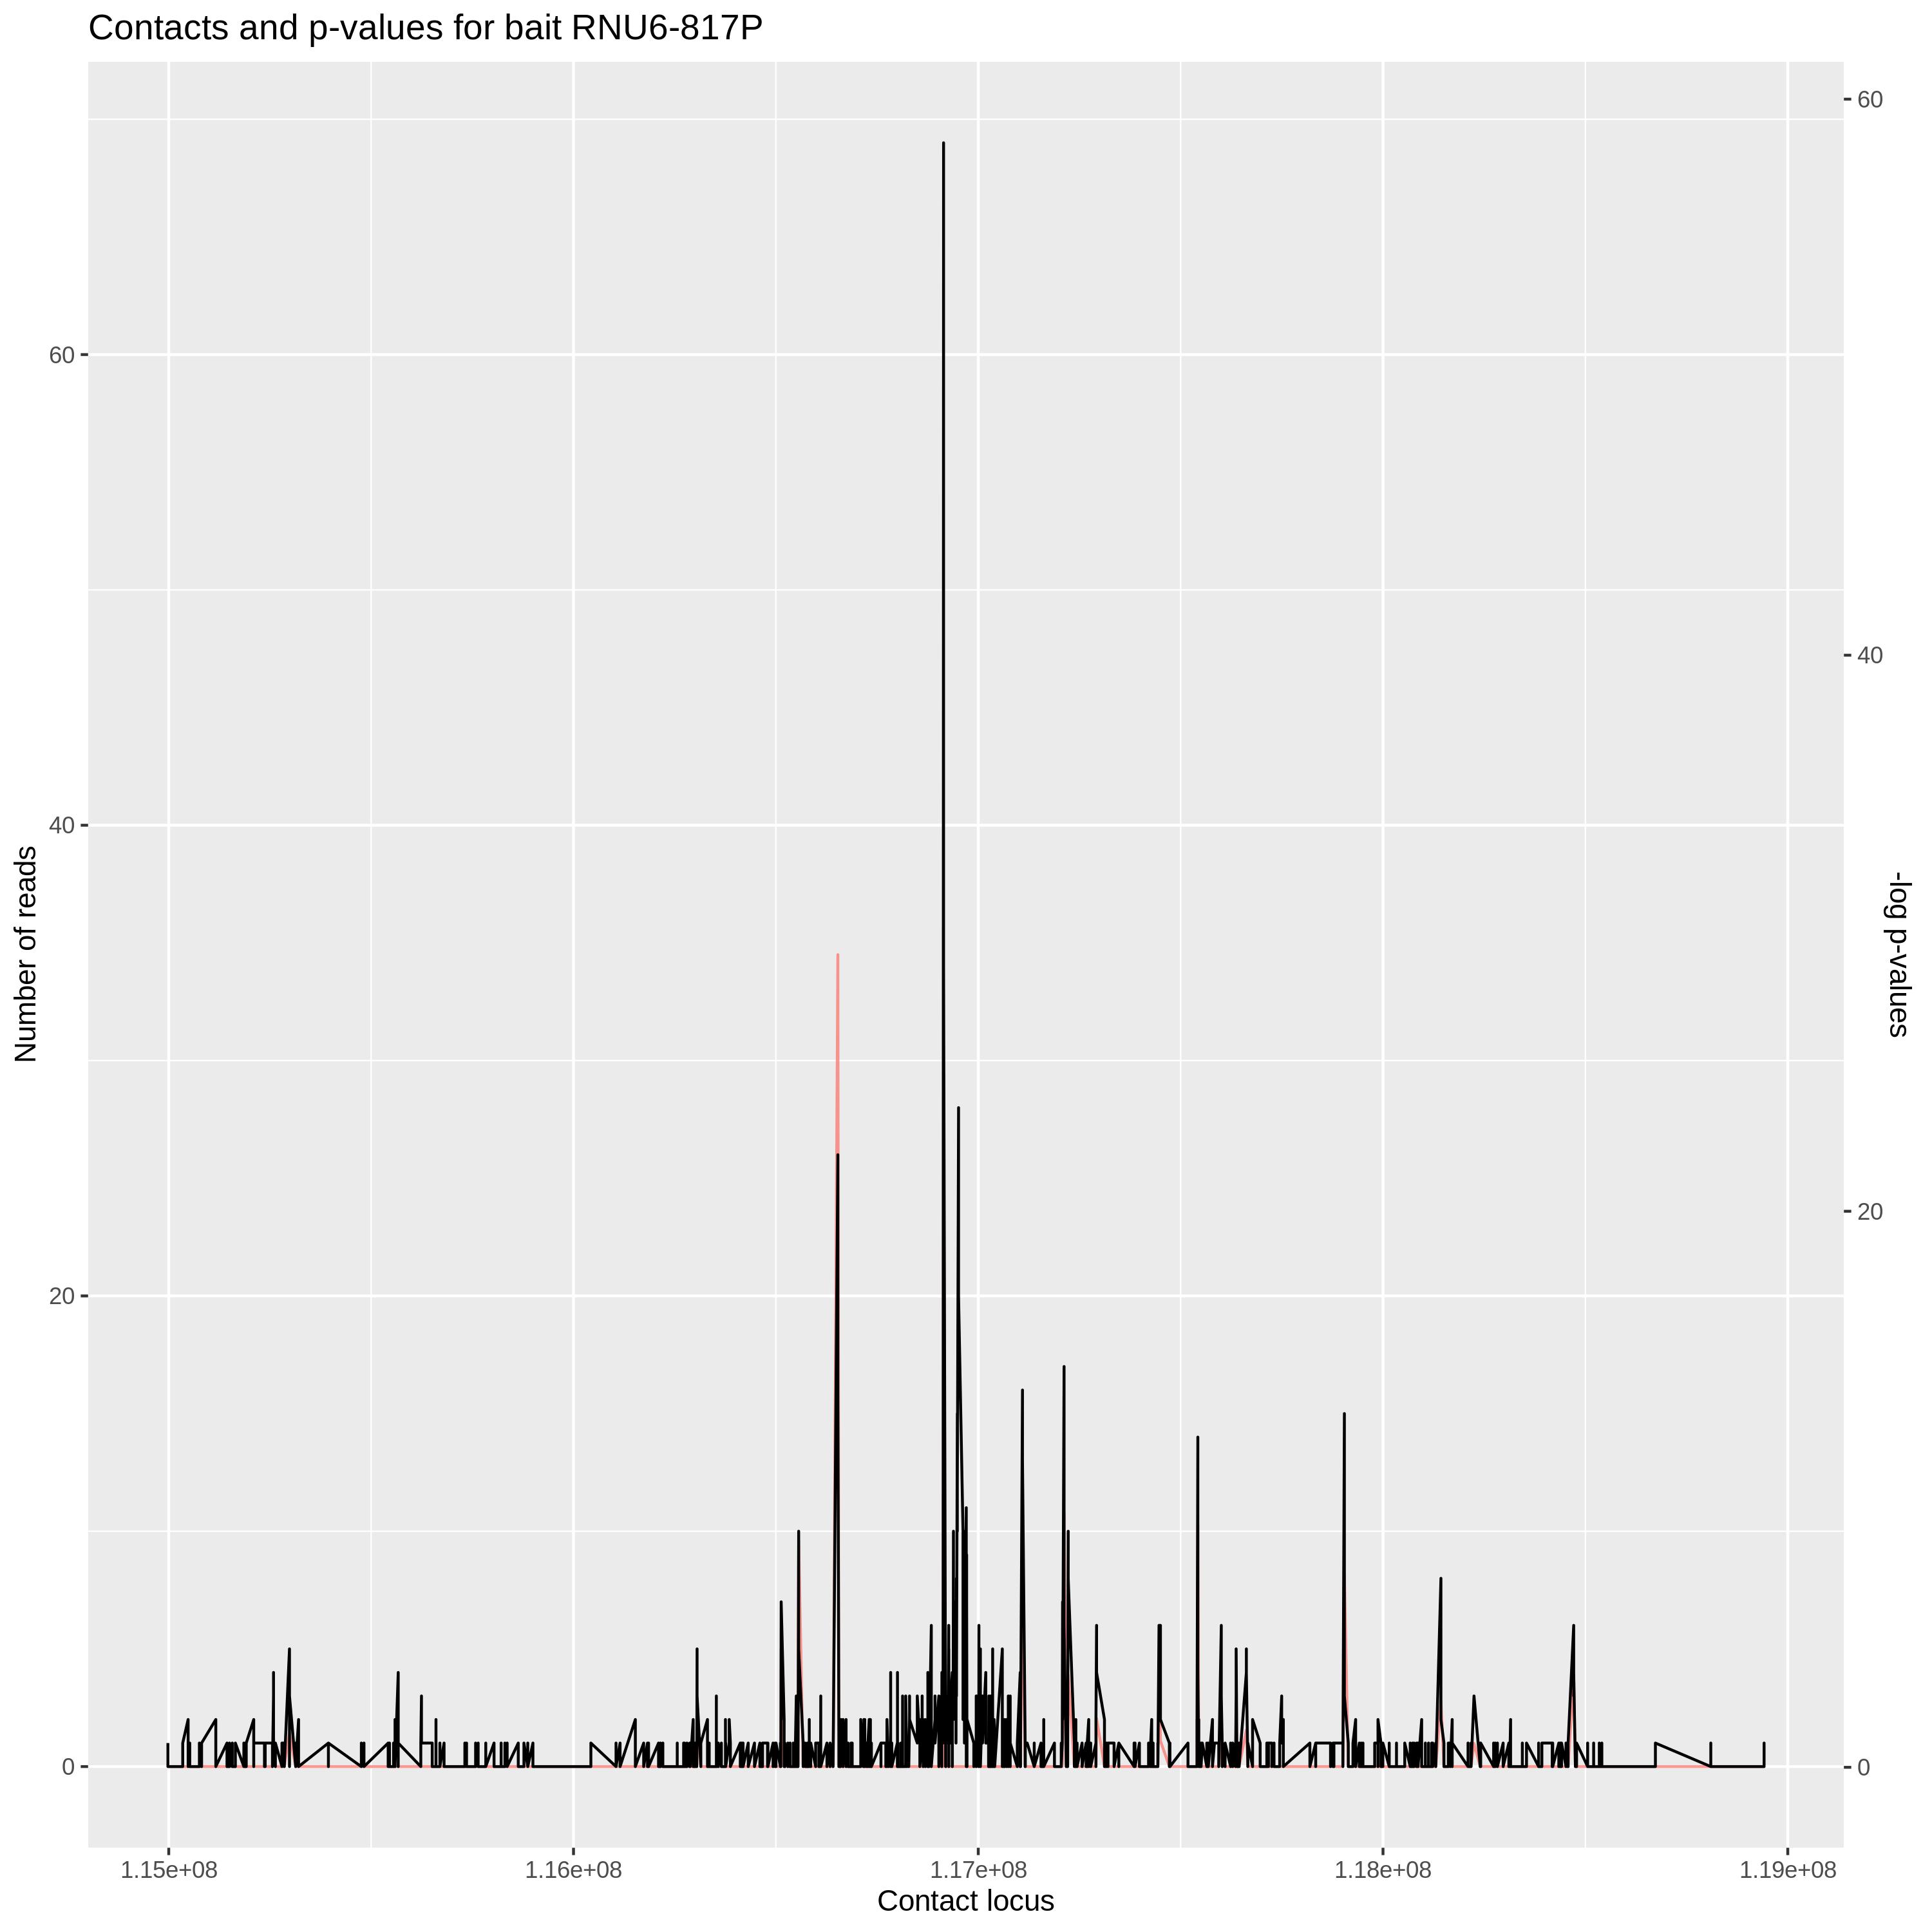 Contacts and p-values for bait RNU6-817P
60
40
20
0
Number of reads
60
40
20
0
-log p-values
1.15e+08
1.16e+08
1.17e+08
1.18e+08
1.19e+08
Contact locus